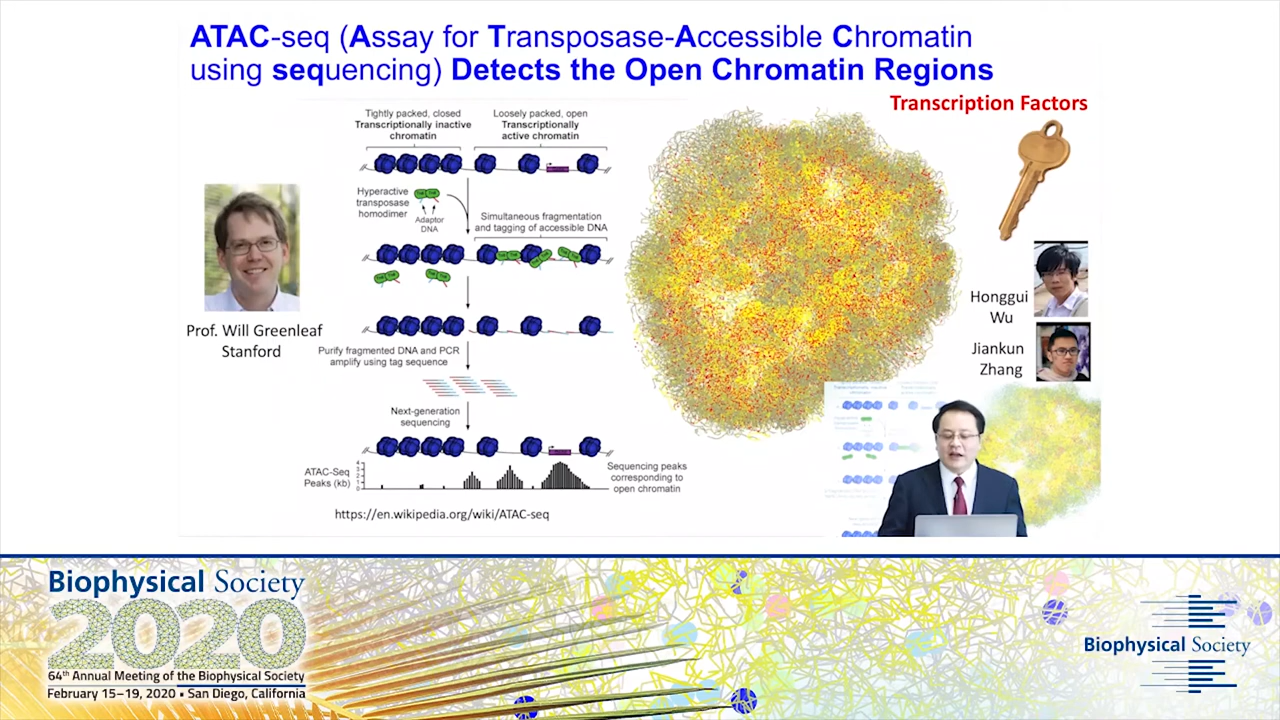 ATAC-seq (Assay for Transposase-Accessible Chromatin
using sequencing) Detects the Open Chromatin Regions
Transcription Factors
Tightly packed, closed
Transcriptionally inactive
chromatin
Loosely packed, open
Transcriptionally
active chromatin
Hyperactive
transposase
homodimer
Adaptor
DNA
Simultaneous fragmentation
and tagging of accessible DNA
Prof. Will Greenleaf
Stanford
Honggui
Wu
Jiankun
Zhang
Purify fragmented DNA and PCR
amplify using tag sequence
Next-generation
sequencing
ATAC-Seq
Peaks (kb)
4
3
2
1
0
Sequencing peaks
corresponding to
open chromatin
https://en.wikipedia.org/wiki/ATAC-seq
Biophysical Society
2020
64th Annual Meeting of the Biophysical Society
February 15–19, 2020 • San Diego, California
Biophysical Society